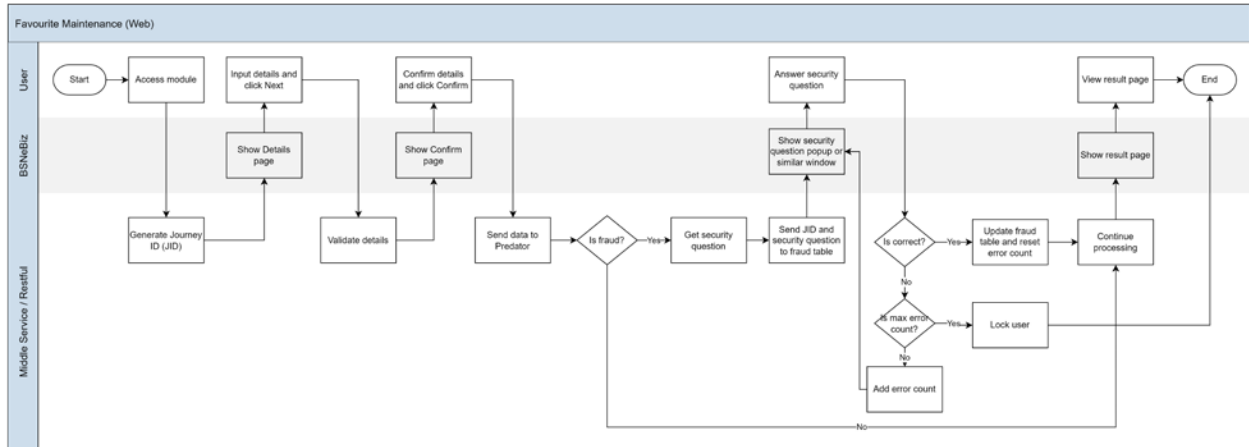 Favourite Maintenance (Web)
User
Start
Access module
Input details and
click Next
Confirm details
and click Confirm
Answer security
question
View result page
End
BSNeBiz
Show Details
page
Show Confirm
page
Show security
question popup or
similar window
Show result page
Middle Service / Restful
Generate Journey
ID (JID)
Validate details
Send data to
Predator
Is fraud?
Yes
Get security
question
Send JID and
security question
to fraud table
Is correct?
Yes
Update fraud
table and reset
error count
Continue
processing
No
Is max error
count?
Yes
Lock user
No
Add error count
No